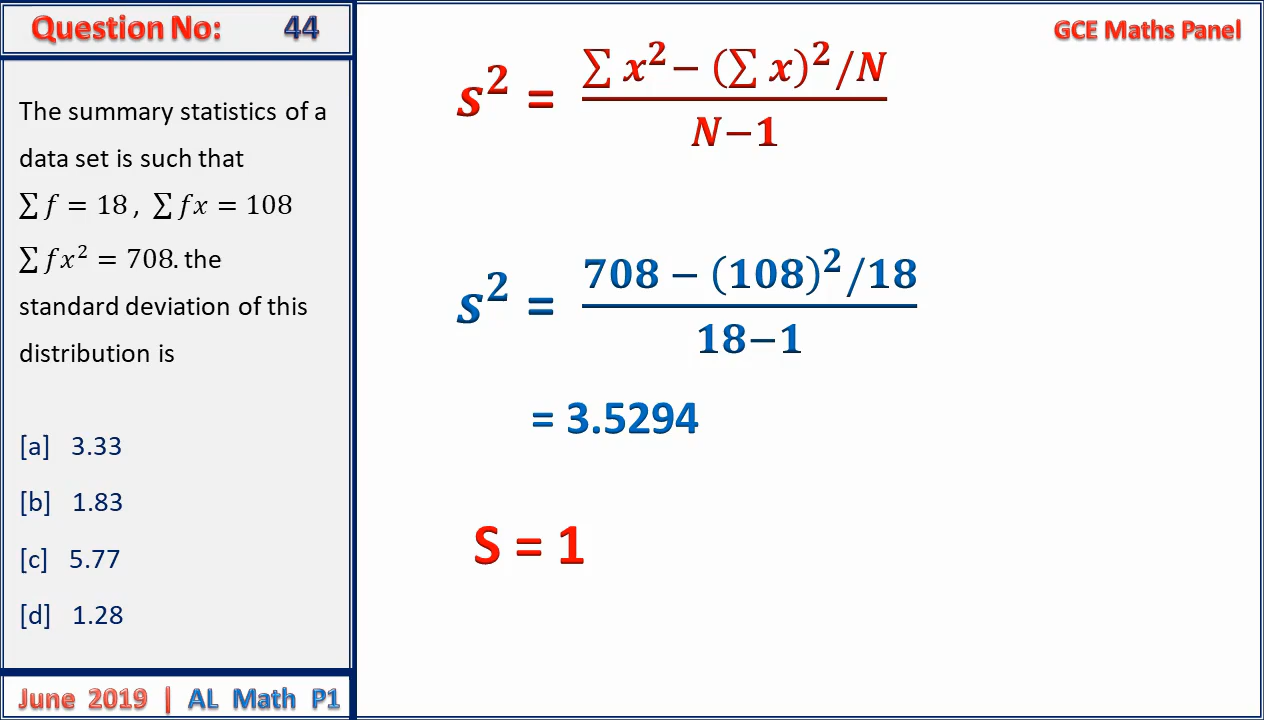 Question No: 44
GCE Maths Panel
The summary statistics of a
data set is such that
∑ f = 18 , ∑ fx = 108
∑ fx² = 708. the
standard deviation of this
distribution is
[a] 3.33
[b] 1.83
[c] 5.77
[d] 1.28
June 2019 | AL Math P1
s² = (∑ x² − (∑ x)² /N) / (N−1)
s² = (708 − (108)² /18) / (18−1)
= 3.5294
S = 1